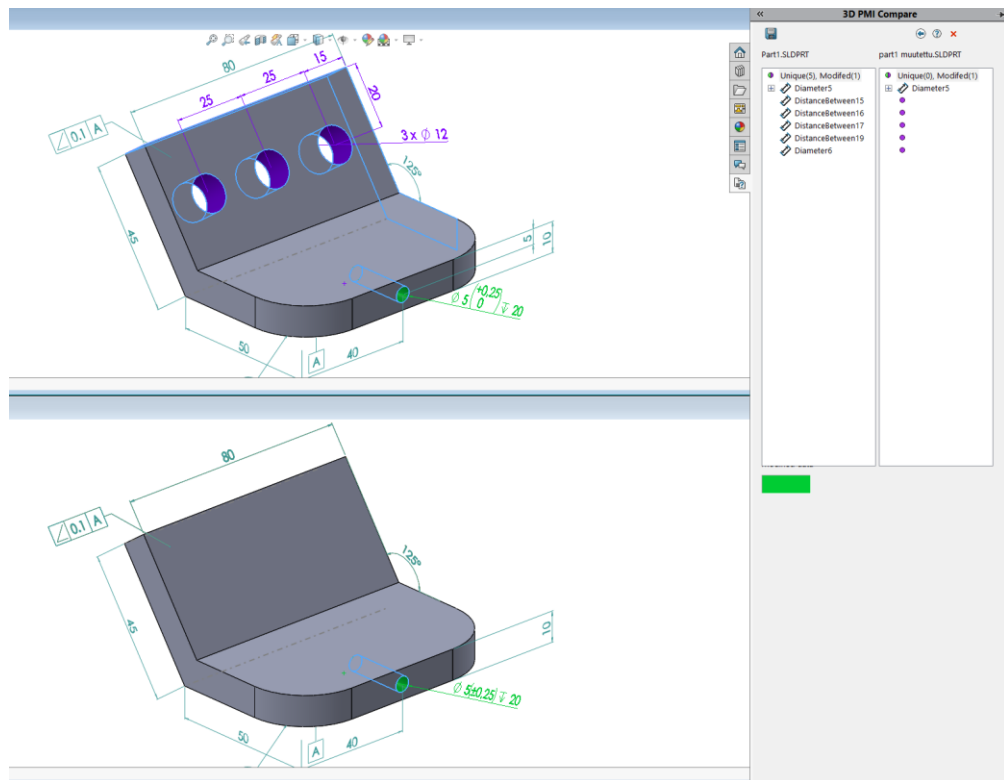 3D PMI Compare
Part1.SLDPRT
part1 muutettu.SLDPRT
Unique(5), Modifed(1)
Diameter5
DistanceBetween15
DistanceBetween16
DistanceBetween17
DistanceBetween19
Diameter6
Unique(0), Modifed(1)
Diameter5
80
25
15
25
20
0.1 A
3 x Ø 12
125°
45
5
10
Ø 5 (+0,25 0) ↧ 20
50
A
40
80
0.1 A
125°
45
10
Ø 5(±0,25) ↧ 20
50
A
40